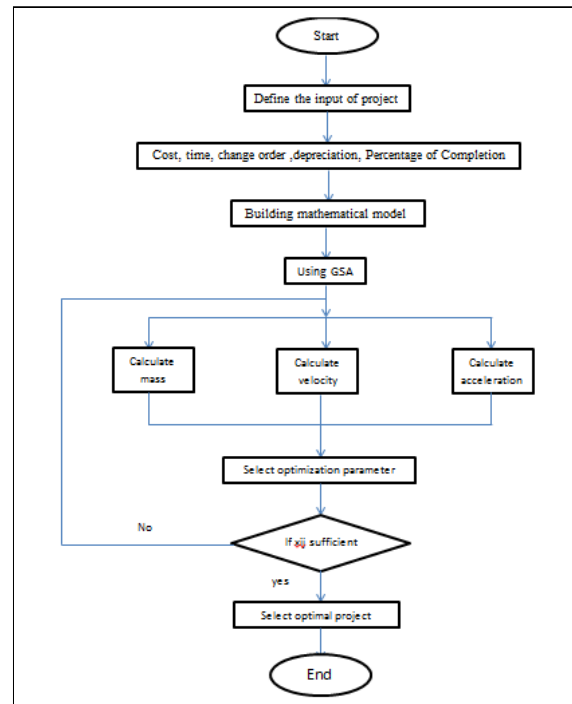 Start
Define the input of project
Cost, time, change order ,depreciation, Percentage of Completion
Building mathematical model
Using GSA
Calculate
mass
Calculate
velocity
Calculate
acceleration
Select optimization parameter
No
If xij sufficient
yes
Select optimal project
End